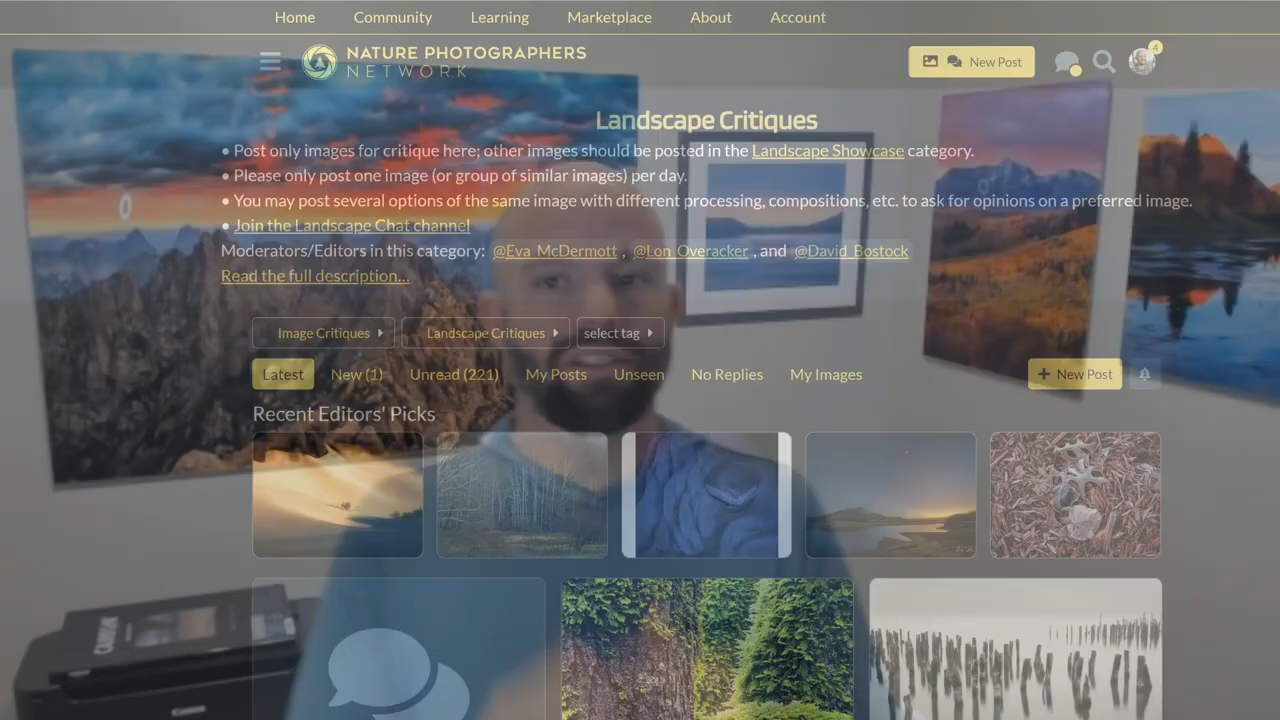 Home Community Learning Marketplace About Account
NATURE PHOTOGRAPHERS
NETWORK
New Post
4
Landscape Critiques
• Post only images for critique here; other images should be posted in the Landscape Showcase category.
• Please only post one image (or group of similar images) per day.
• You may post several options of the same image with different processing, compositions, etc. to ask for opinions on a preferred image.
• Join the Landscape Chat channel
Moderators/Editors in this category: @Eva_McDermott , @Lon_Overacker , and @David_Bostock
Read the full description...
Image Critiques Landscape Critiques select tag
Latest New (1) Unread (221) My Posts Unseen No Replies My Images + New Post
Recent Editors' Picks
Canon